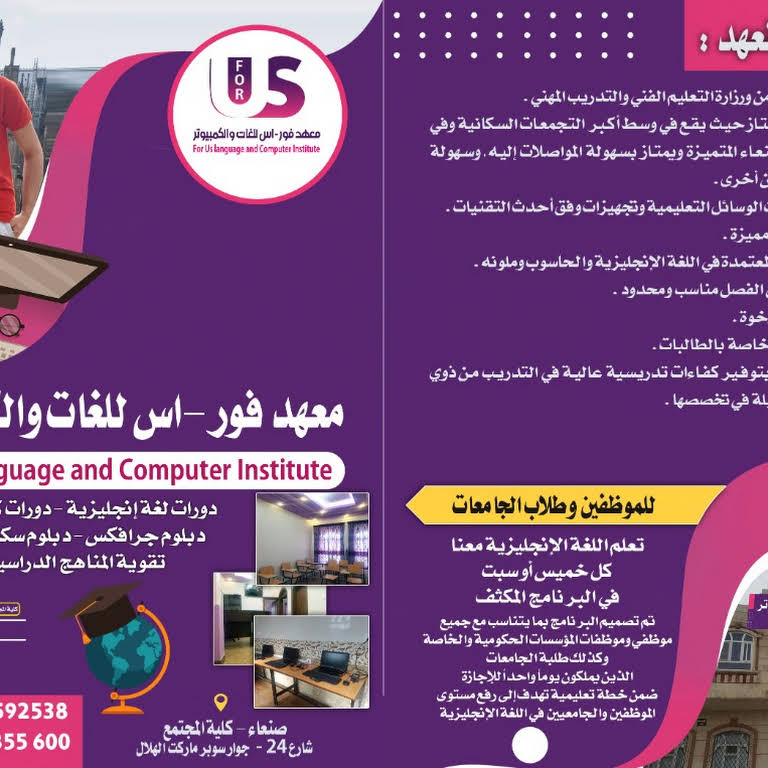 تعهد :
من وزارة التعليم الفني والتدريب المهني .
تاز حيث يقع في وسط أكبر التجمعات السكانية وفي
نعاء المتميزة ويمتاز بسهولة المواصلات إليه . وسهولة
ن أخرى .
ت الوسائل التعليمية وتجهيزات وفق أحدث التقنيات .
مميزة .
لمعتمدة في اللغة الإنجليزية والحاسوب وملونه .
ي الفصل مناسب ومحدود .
خوة .
خاصة بالطالبات .
بتوفير كفاءات تدريسية عالية في التدريب من ذوي
يلة في تخصصها .
للموظفين وطلاب الجامعات
تعلم اللغة الإنجليزية معنا
كل خميس أو سبت
في البرنامج المكثف
تم تصميم البرنامج بما يتناسب مع جميع
موظفي وموظفات المؤسسات الحكومية والخاصة
وكذلك طلبة الجامعات
الذين يملكون يوماً واحداً للإجازة
ضمن خطة تعليمية تهدف إلى رفع مستوى
الموظفين والجامعيين في اللغة الإنجليزية
FOR
US
معهد فور-اس للغات والكمبيوتر
For Us language and Computer Institute
معهد فور - اس للغات وال
nguage and Computer Institute
دورات لغة إنجليزية - دورات
دبلوم جرافكس - دبلوم سك
تقوية المناهج الدراسي
صنعاء - كلية المجتمع
شارع 24 - جوار سوبر ماركت الهلال
592538
355 600